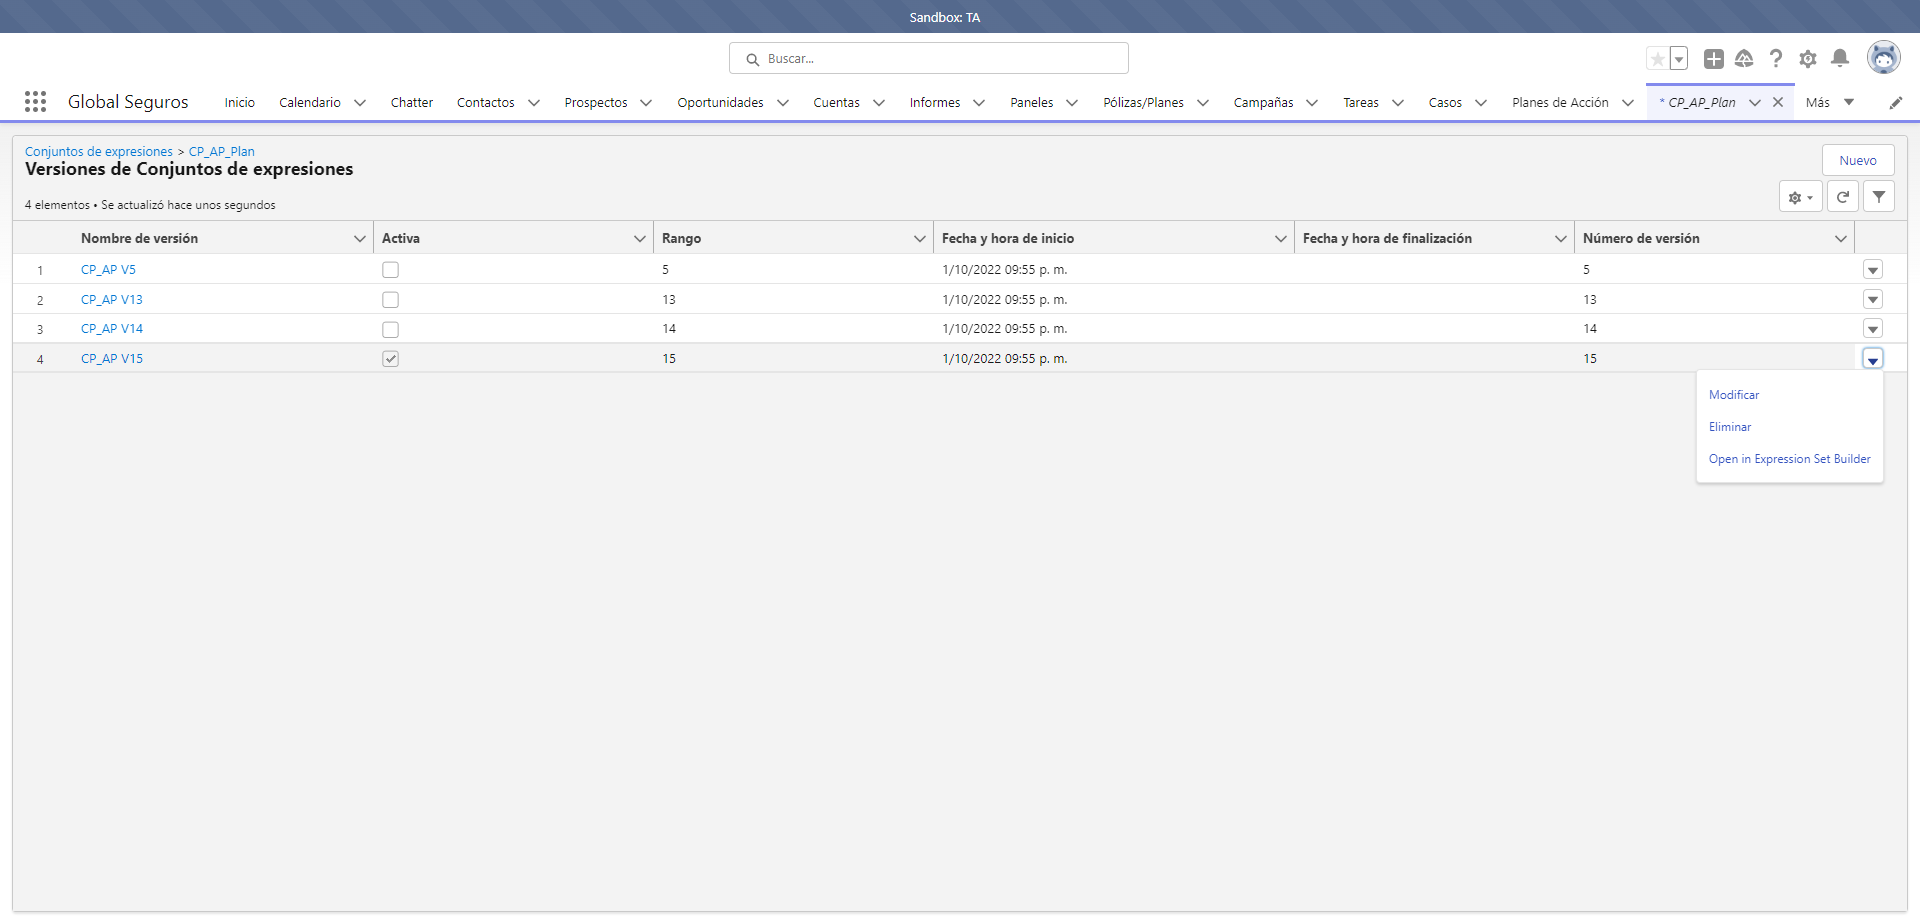 Sandbox: TA
Buscar...
Global Seguros Inicio Calendario Chatter Contactos Prospectos Oportunidades Cuentas Informes Paneles Pólizas/Planes Campañas Tareas Casos Planes de Acción * CP_AP_Plan Más
Conjuntos de expresiones > CP_AP_Plan
Versiones de Conjuntos de expresiones
Nuevo
4 elementos • Se actualizó hace unos segundos
Nombre de versión Activa Rango Fecha y hora de inicio Fecha y hora de finalización Número de versión
1 CP_AP V5 5 1/10/2022 09:55 p. m. 5
2 CP_AP V13 13 1/10/2022 09:55 p. m. 13
3 CP_AP V14 14 1/10/2022 09:55 p. m. 14
4 CP_AP V15 15 1/10/2022 09:55 p. m. 15
Modificar
Eliminar
Open in Expression Set Builder